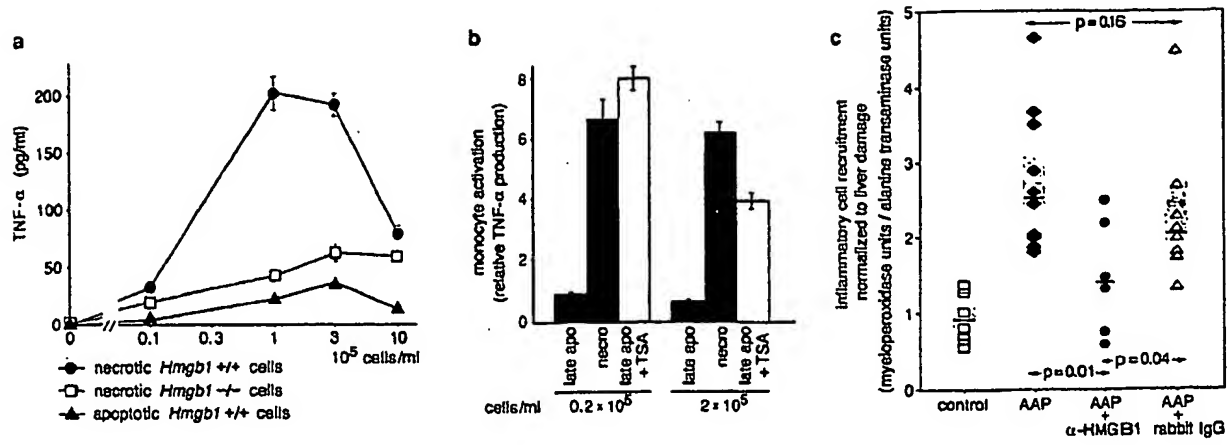 a
TNF-α (pg/ml)
200
150
100
50
0
0
0.1
0.3
1
3
10
10⁵ cells/ml
necrotic Hmgb1 +/+ cells
necrotic Hmgb1 −/− cells
apoptotic Hmgb1 +/+ cells
b
monocyte activation
(relative TNF-α production)
8
6
4
2
0
late apo
necro
late apo
+ TSA
late apo
necro
late apo
+ TSA
cells/ml
0.2 x 10⁵
2 x 10⁵
c
inflammatory cell recruitment
normalized to liver damage
(myeloperoxidase units / alanine transaminase units)
5
4
3
2
1
0
p=0.16
p=0.01
p=0.04
control
AAP
AAP
+
α-HMGB1
AAP
+
rabbit IgG